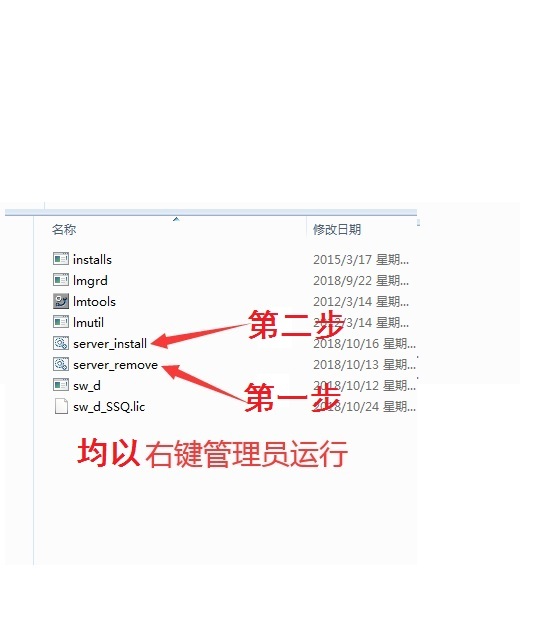 名称 修改日期
installs 2015/3/17 星期...
lmgrd 2018/9/22 星期...
lmtools 2012/3/14 星期...
lmutil 2012/3/14 星期...
第二步
server_install 2018/10/16 星期...
server_remove 2018/10/13 星期...
sw_d 2018/10/12 星期...
第一步
sw_d_SSQ.lic 2018/10/24 星期...
均以右键管理员运行